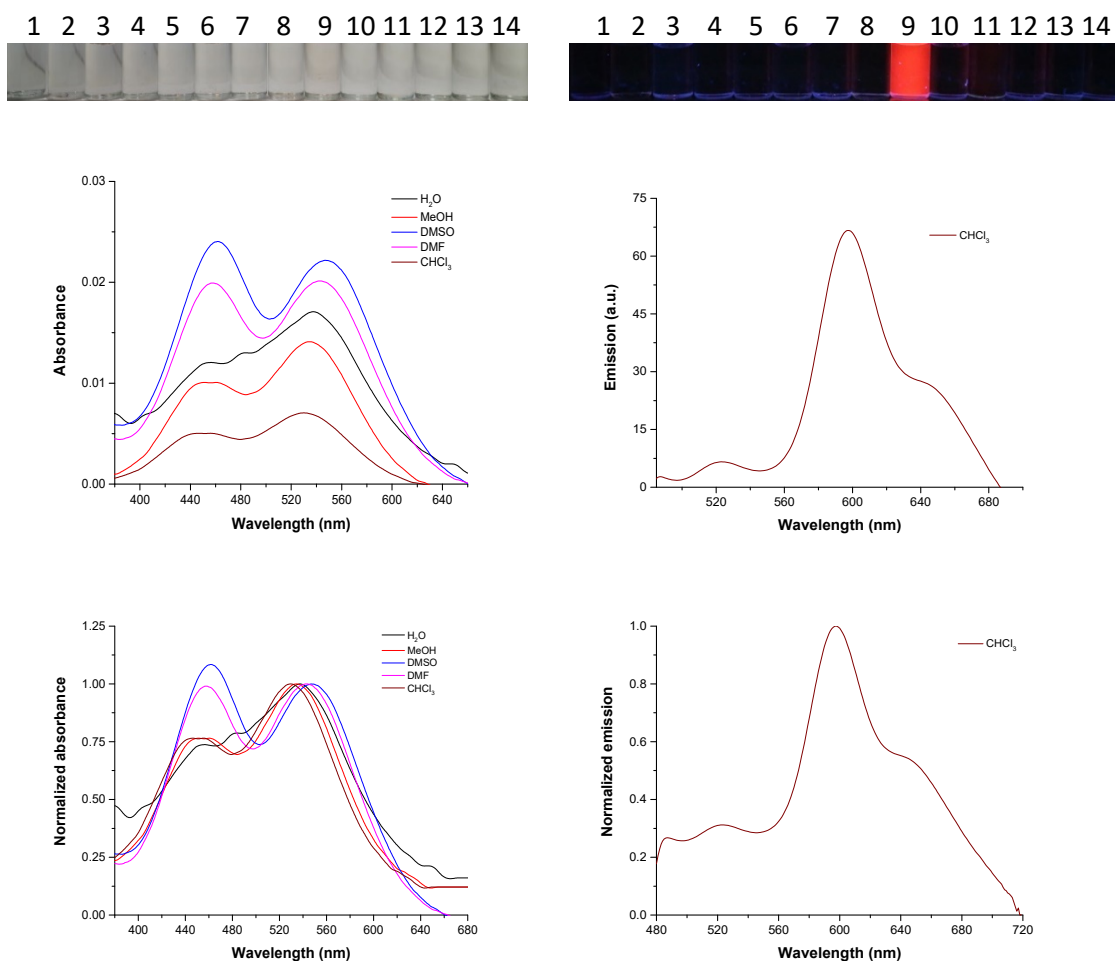 1 2 3 4 5 6 7 8 9 10 11 12 13 14
1 2 3 4 5 6 7 8 9 10 11 12 13 14
0.03
0.02
0.01
0.00
Absorbance
H₂O
MeOH
DMSO
DMF
CHCl₃
400 440 480 520 560 600 640
Wavelength (nm)
75
60
45
30
15
0
Emission (a.u.)
CHCl₃
520 560 600 640 680
Wavelength (nm)
1.25
1.00
0.75
0.50
0.25
0.00
Normalized absorbance
H₂O
MeOH
DMSO
DMF
CHCl₃
400 440 480 520 560 600 640 680
Wavelength (nm)
1.0
0.8
0.6
0.4
0.2
0.0
Normalized emission
CHCl₃
480 520 560 600 640 680 720
Wavelength (nm)